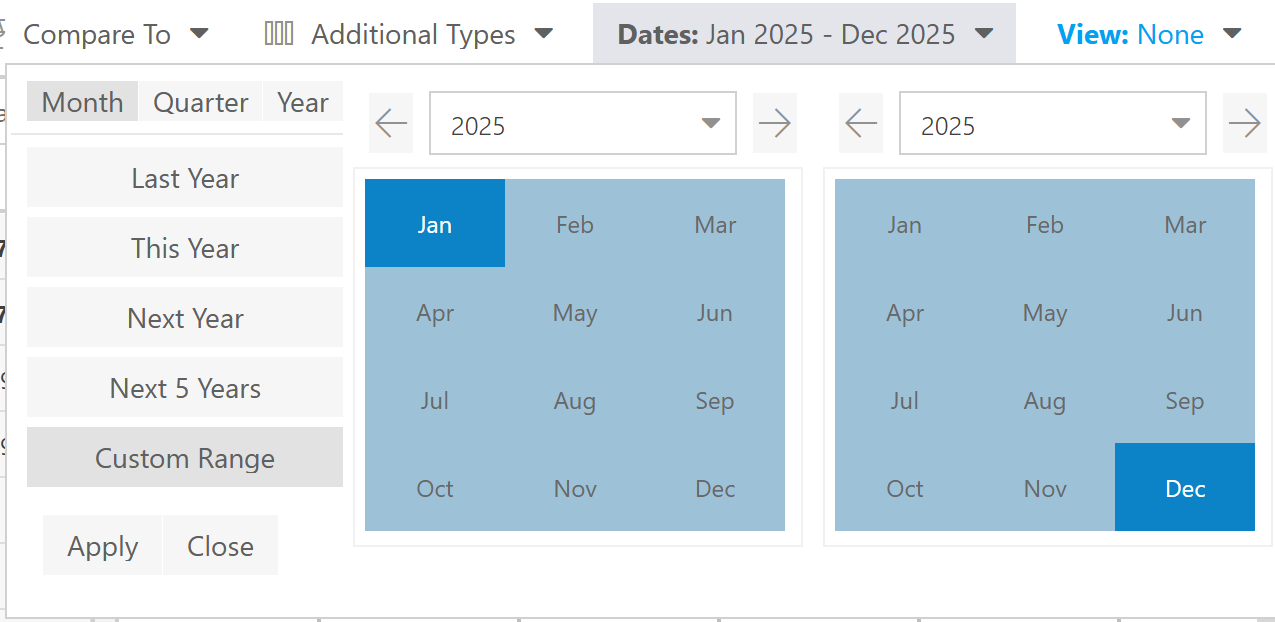 Compare To
Additional Types
Dates: Jan 2025 - Dec 2025
View: None
Month Quarter Year
Last Year
This Year
Next Year
Next 5 Years
Custom Range
Apply Close
2025
Jan Feb Mar
Apr May Jun
Jul Aug Sep
Oct Nov Dec
2025
Jan Feb Mar
Apr May Jun
Jul Aug Sep
Oct Nov Dec